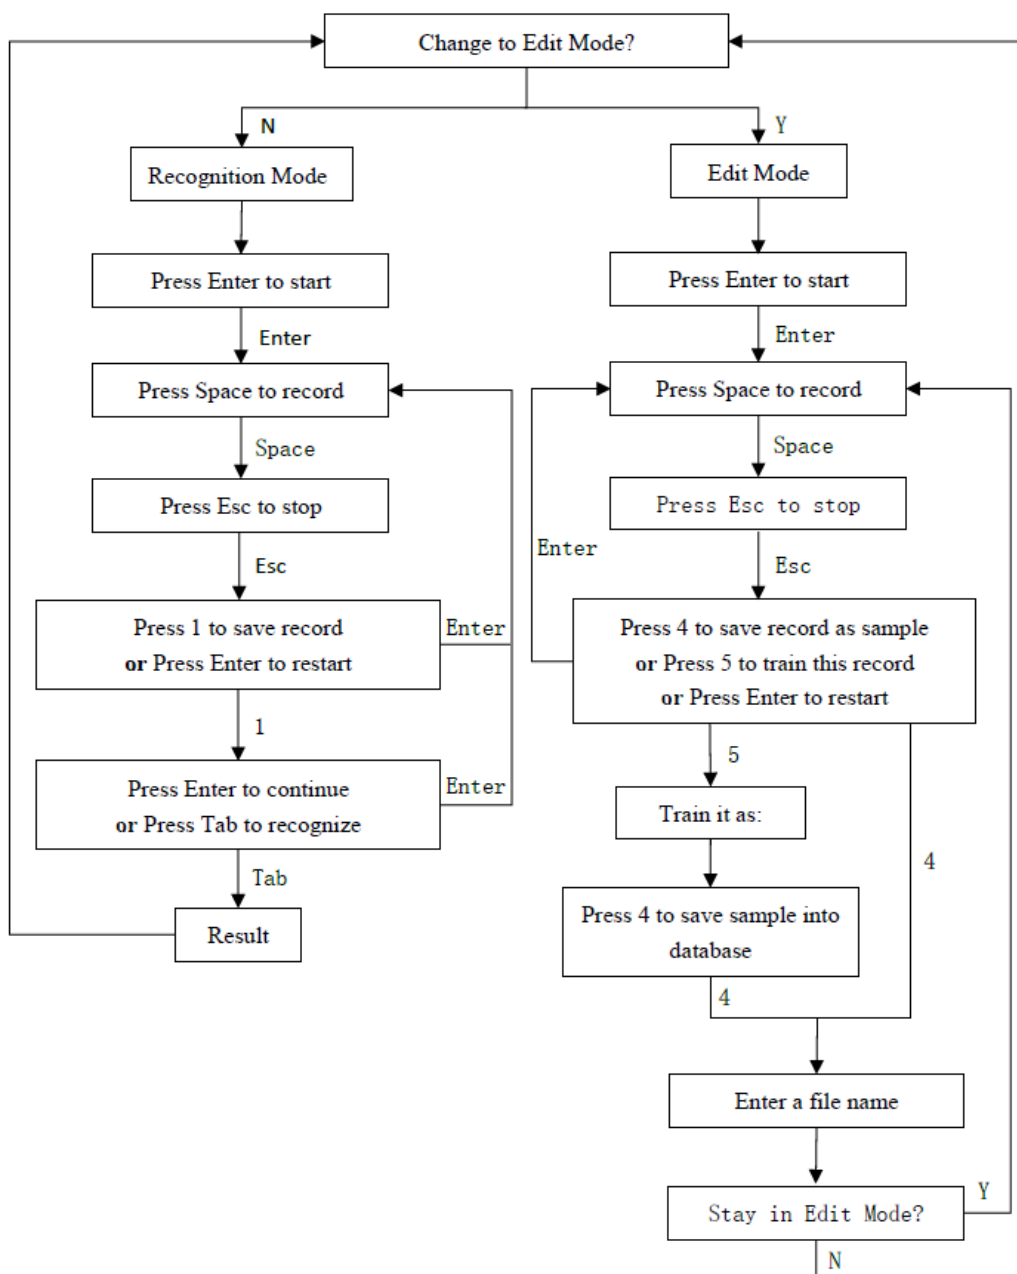 Change to Edit Mode?
N
Y
Recognition Mode
Edit Mode
Press Enter to start
Press Enter to start
Enter
Enter
Press Space to record
Press Space to record
Space
Space
Press Esc to stop
Press Esc to stop
Enter
Esc
Esc
Press 1 to save record
or Press Enter to restart
Enter
Press 4 to save record as sample
or Press 5 to train this record
or Press Enter to restart
1
5
Press Enter to continue
or Press Tab to recognize
Enter
Train it as:
4
Tab
Result
Press 4 to save sample into
database
4
Enter a file name
Stay in Edit Mode?
Y
N